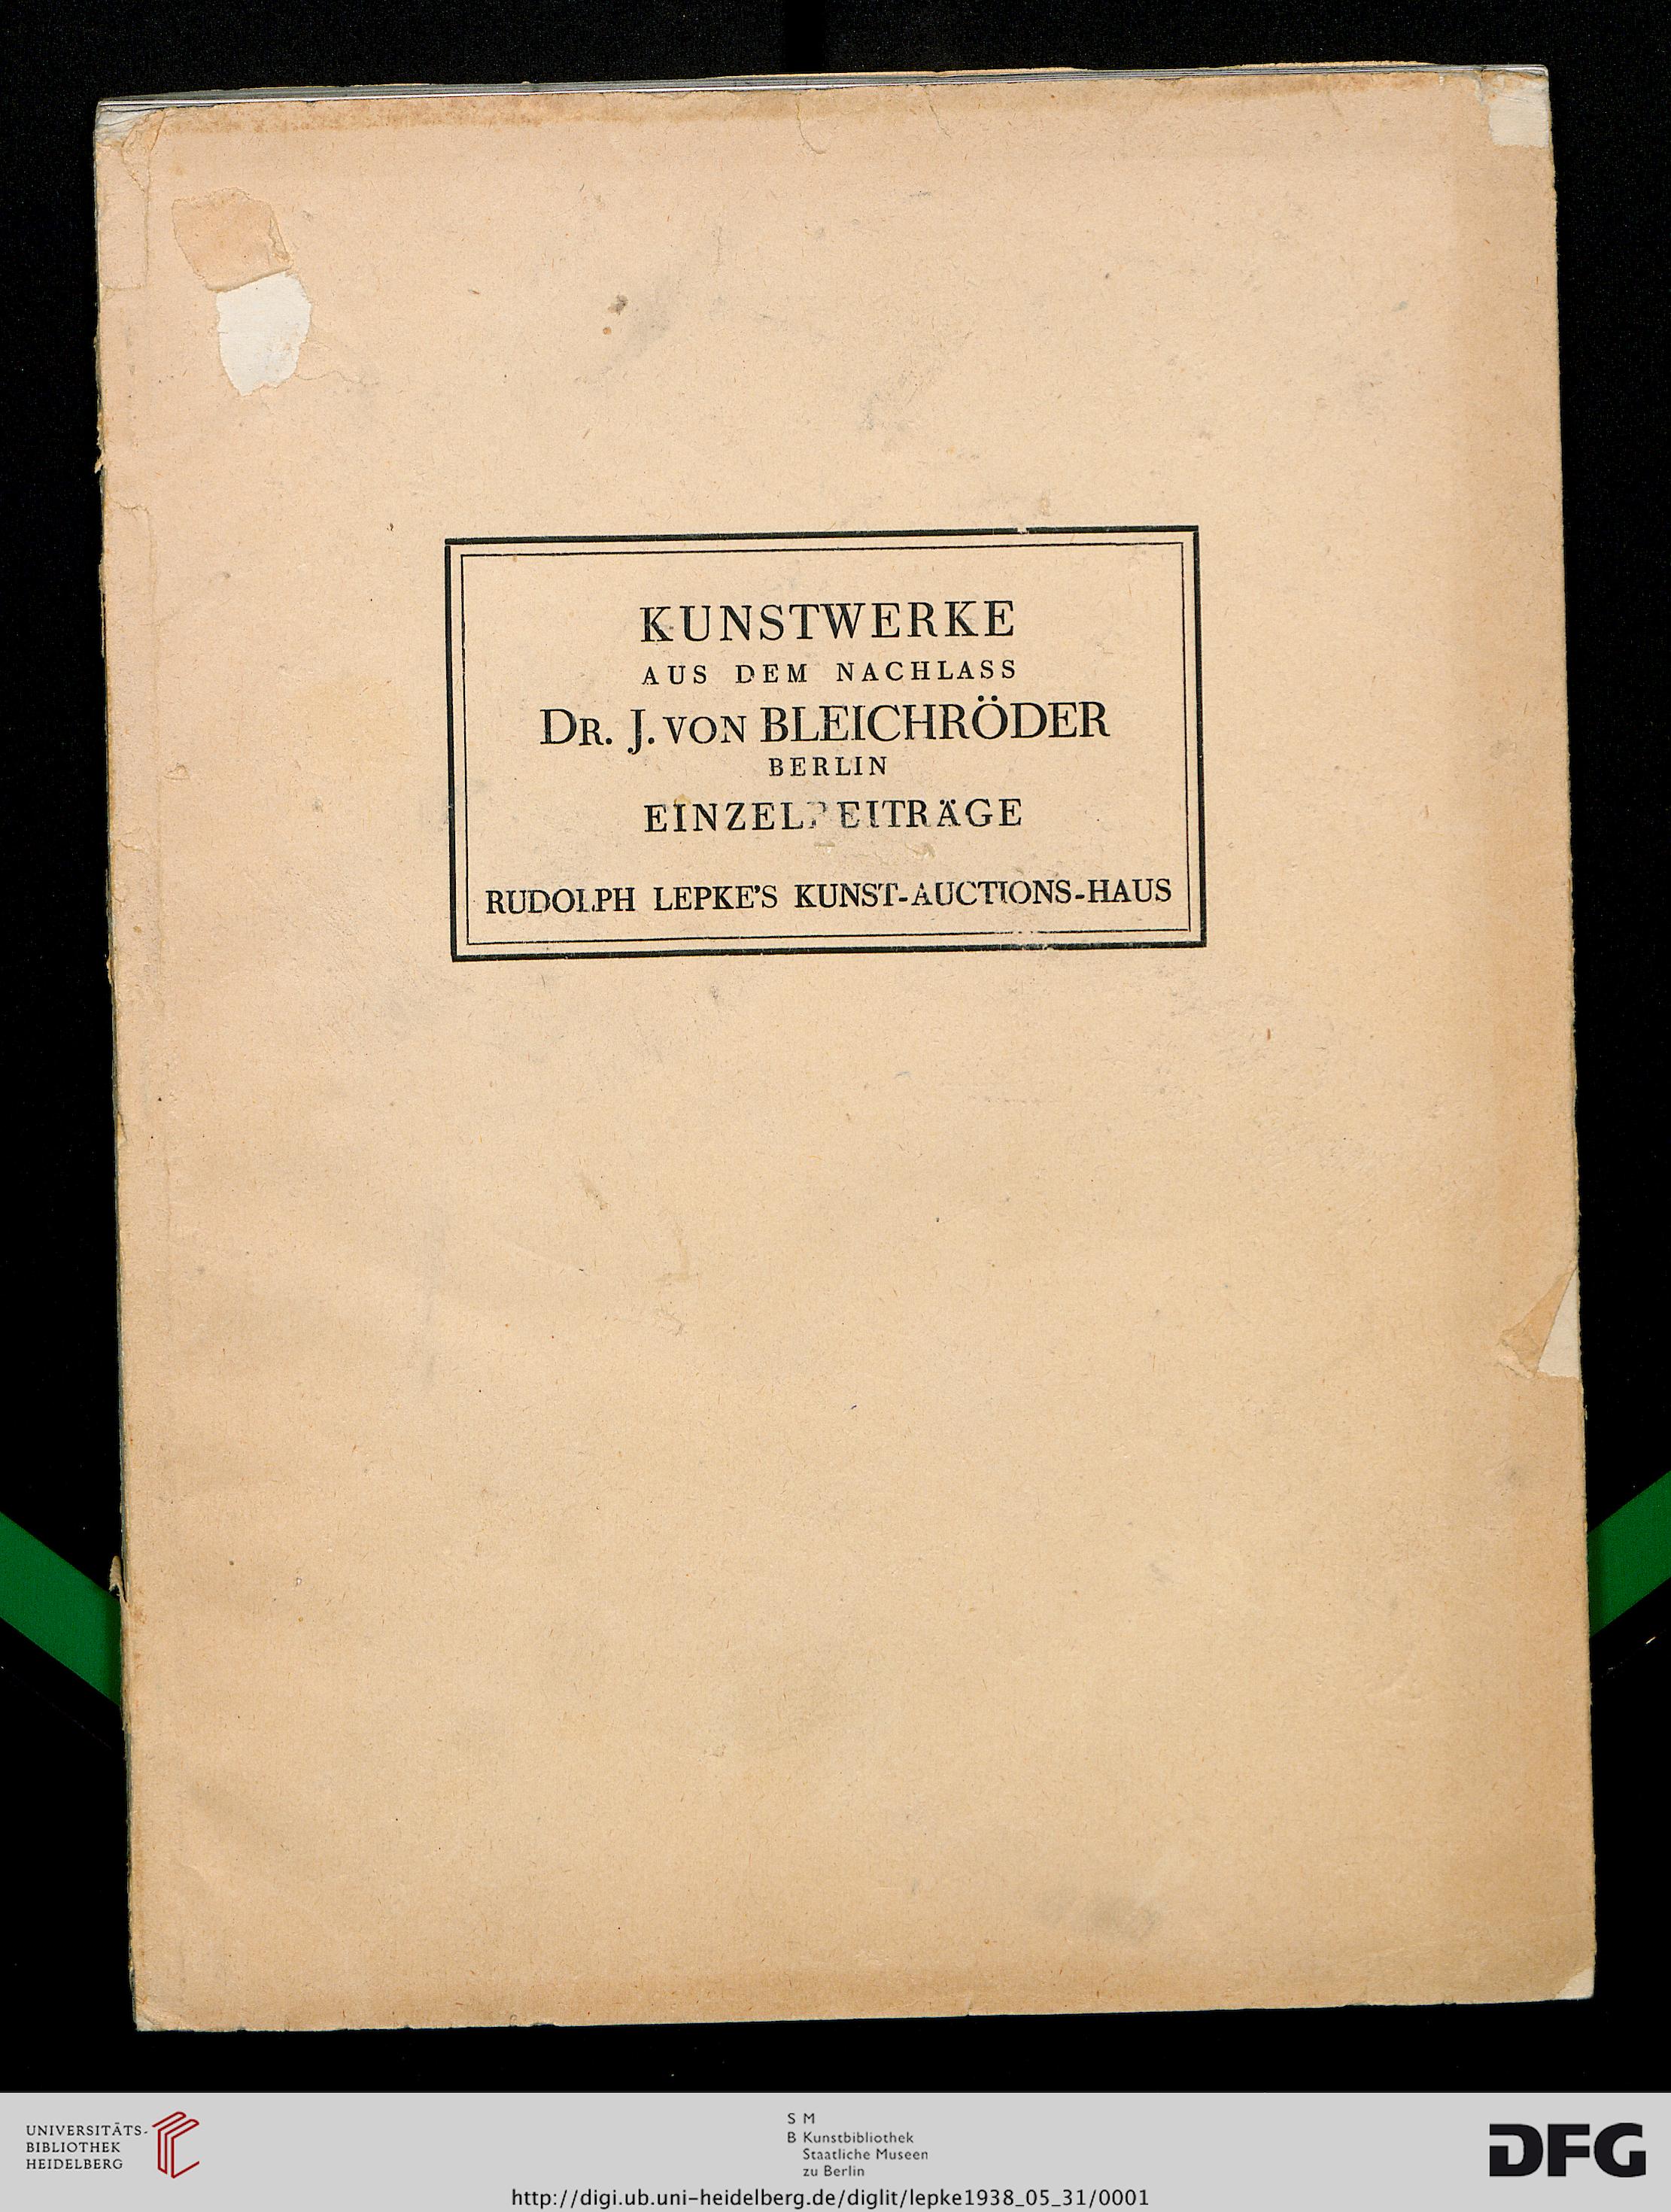 KUNSTWERKE
AUS DEM NACHLASS
DR. J. VON BLEICHRÖDER
BERLIN
EINZELBEITRÄGE
RUDOLPH LEPKE'S KUNST-AUCTIONS-HAUS
UNIVERSITÄTS-
BIBLIOTHEK
HEIDELBERG
S M
B Kunstbibliothek
Staatliche Museen
zu Berlin
DFG
http://digi.ub.uni-heidelberg.de/diglit/lepke1938_05_31/0001